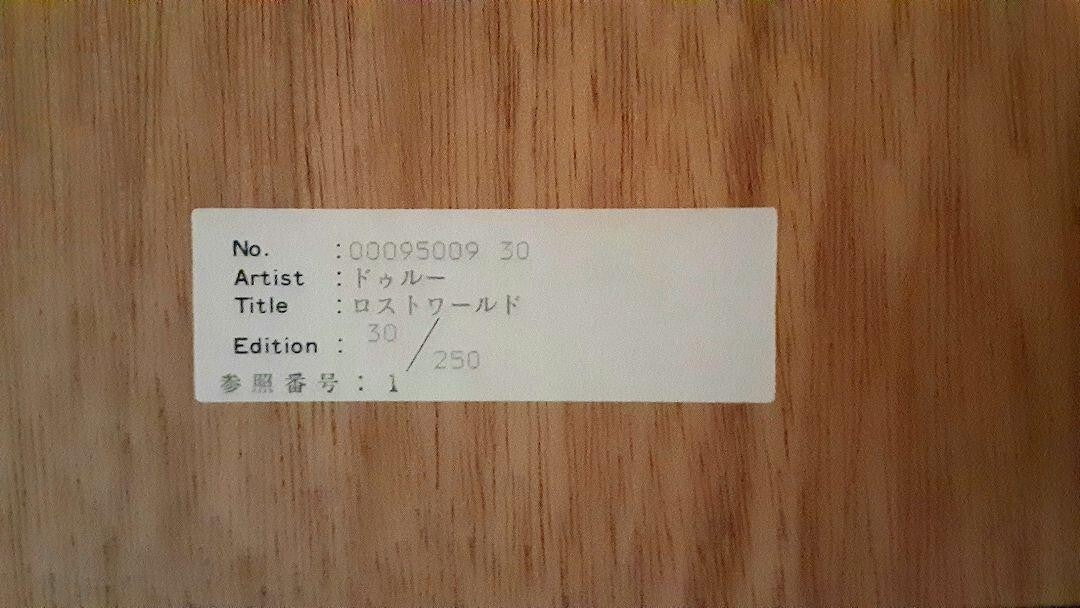 No. :00095009 30
Artist :ドゥルー
Title :ロストワールド
Edition : 30/250
参照番号: 1